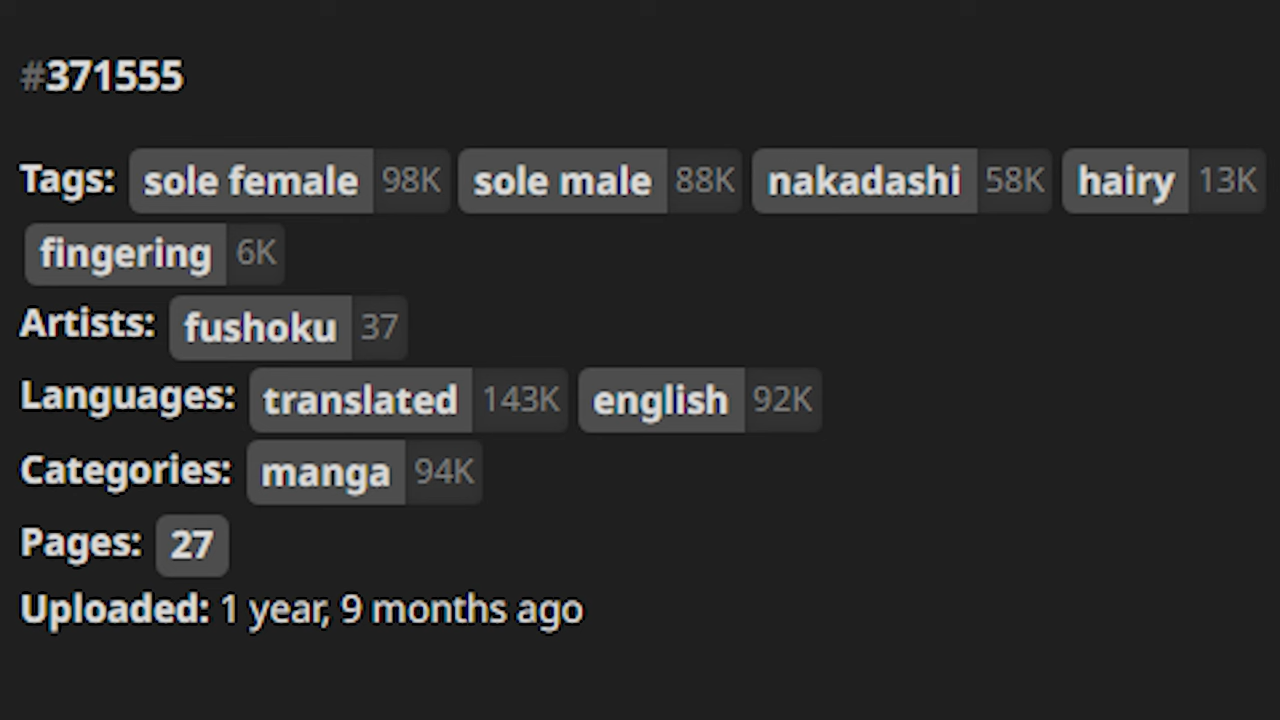 #371555
Tags: sole female 98K sole male 88K nakadashi 58K hairy 13K
fingering 6K
Artists: fushoku 37
Languages: translated 143K english 92K
Categories: manga 94K
Pages: 27
Uploaded: 1 year, 9 months ago